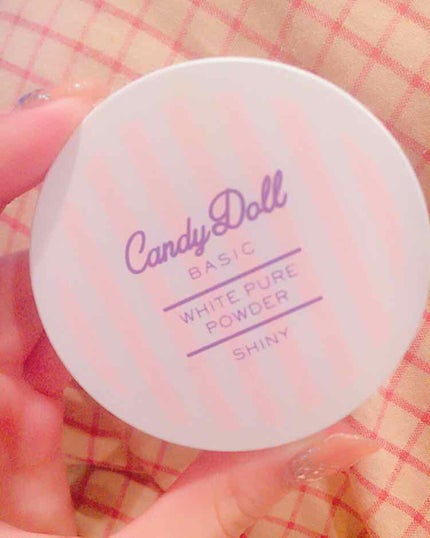 Candy Doll
BASIC
WHITE PURE
POWDER
SHINY